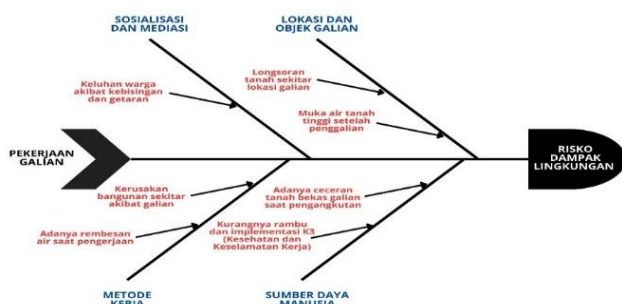 SOSIALISASI
DAN MEDIASI
LOKASI DAN
OBJEK GALIAN
Keluhan warga
akibat kebisingan
dan getaran
Longsoran
tanah sekitar
lokasi galian
Muka air tanah
tinggi setelah
penggalian
PEKERJAAN
GALIAN
RISKO
DAMPAK
LINGKUNGAN
Kerusakan
bangunan sekitar
akibat galian
Adanya rembesan
air saat pengerjaan
Adanya ceceran
tanah bekas galian
saat pengangkutan
Kurangnya rambu
dan implementasi K3
(Kesehatan dan
Keselamatan Kerja)
METODE
KERJA
SUMBER DAYA
MANUSIA